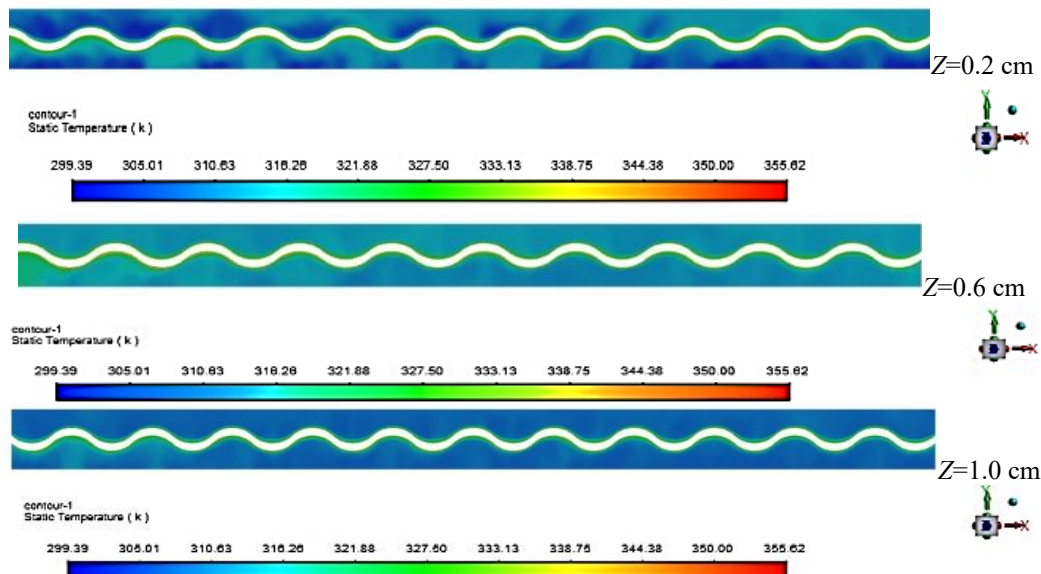 Z=0.2 cm
Y
X
contour-1
Static Temperature ( k )
299.39 305.01 310.63 316.26 321.88 327.50 333.13 338.75 344.38 350.00 355.62
Z=0.6 cm
Y
X
contour-1
Static Temperature ( k )
299.39 305.01 310.63 316.26 321.88 327.50 333.13 338.75 344.38 350.00 355.62
Z=1.0 cm
Y
X
contour-1
Static Temperature ( k )
299.39 305.01 310.63 316.26 321.88 327.50 333.13 338.75 344.38 350.00 355.62